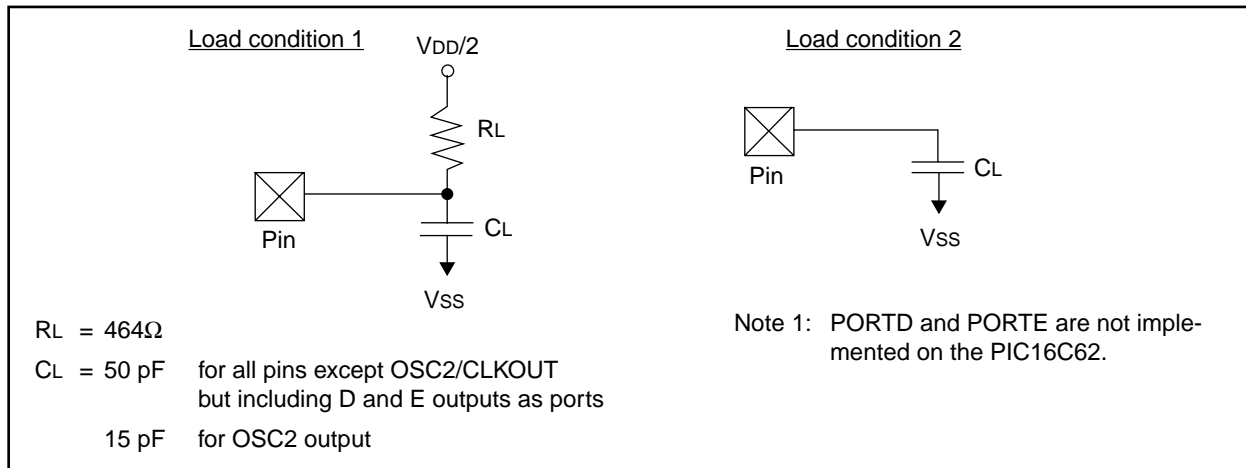 Load condition 1
VDD/2
RL
CL
Pin
VSS
RL = 464Ω
CL = 50 pF for all pins except OSC2/CLKOUT
but including D and E outputs as ports
15 pF for OSC2 output
Load condition 2
Pin
CL
VSS
Note 1: PORTD and PORTE are not imple-
mented on the PIC16C62.